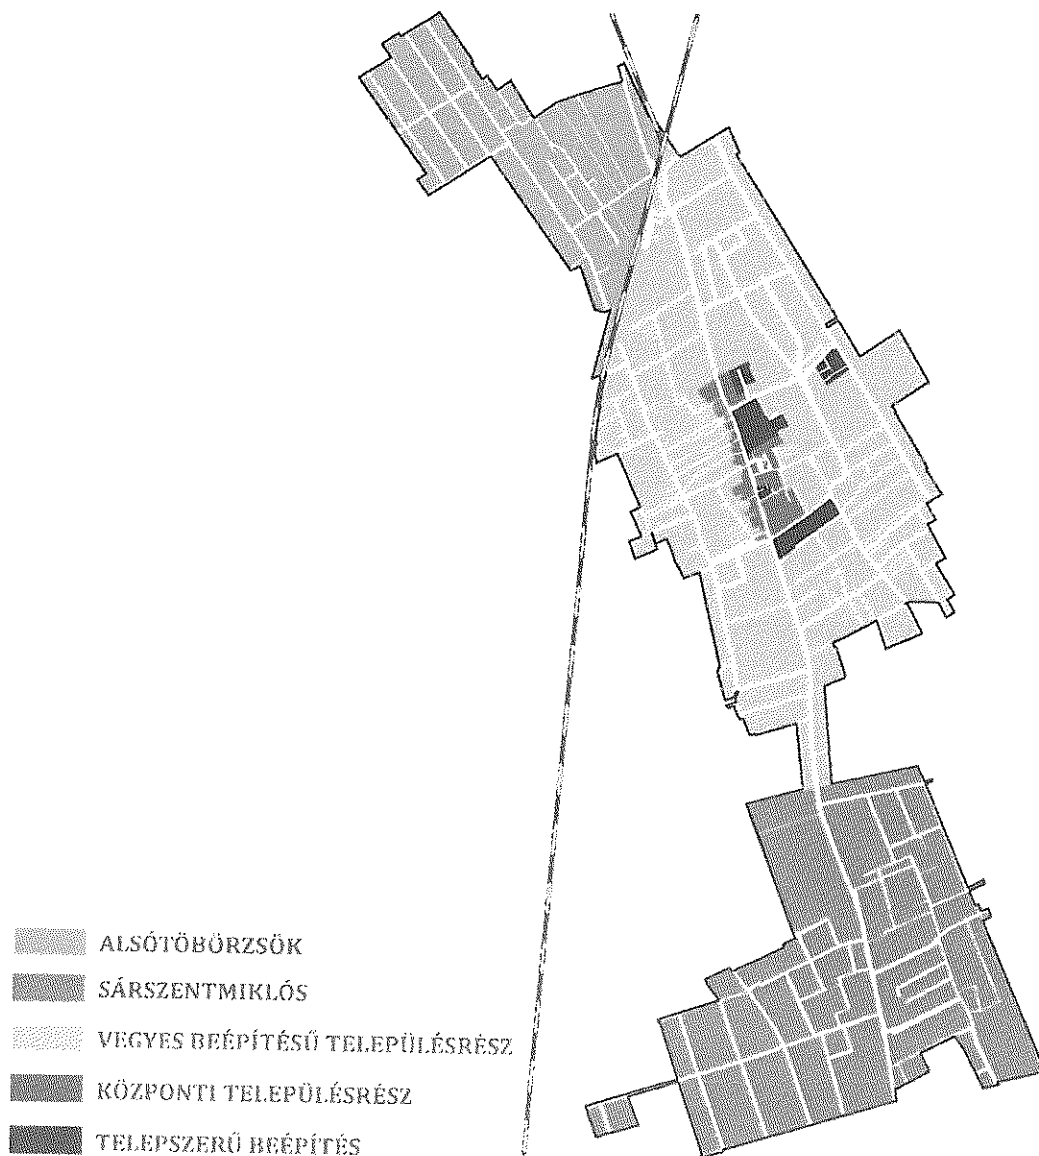 ALSÓTÖBÖRZSÖK
SÁRSZENTMIKLÓS
VEGYES BEÉPÍTÉSŰ TELEPÜLÉSRÉSZ
KÖZPONTI TELEPÜLÉSRÉSZ
TELEPSZERŰ BEÉPÍTÉS